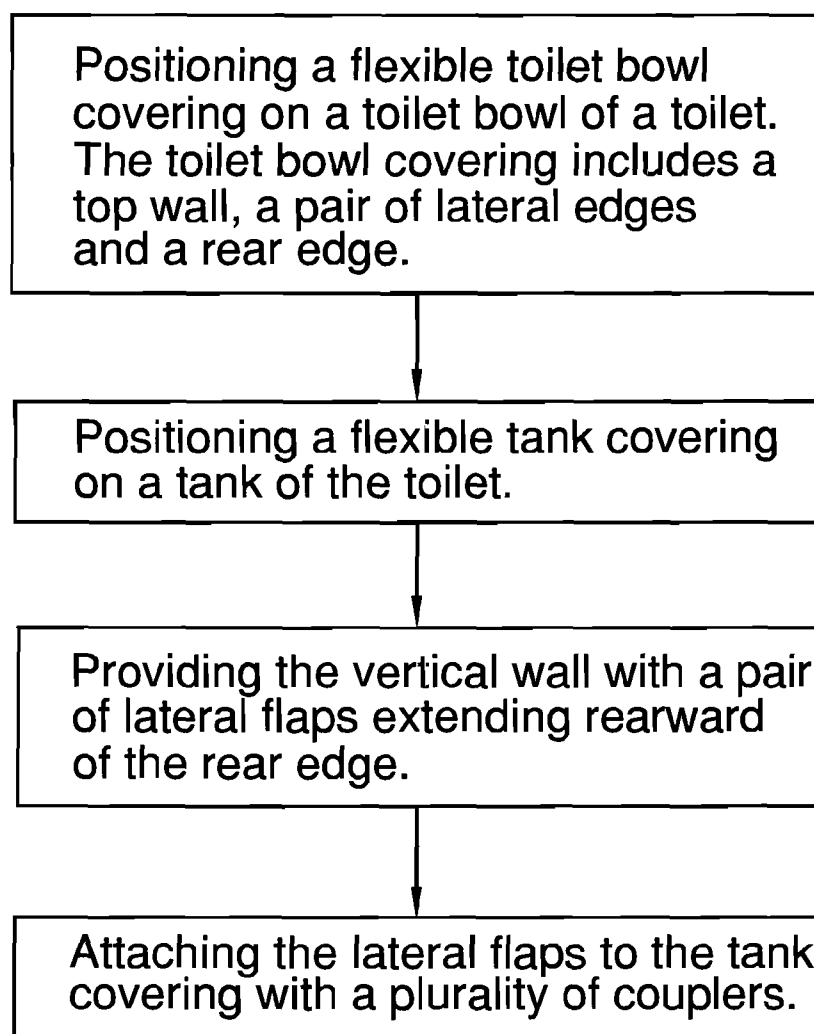 Positioning a flexible toilet bowl
covering on a toilet bowl of a toilet.
The toilet bowl covering includes a
top wall, a pair of lateral edges
and a rear edge.
Positioning a flexible tank covering
on a tank of the toilet.
Providing the vertical wall with a pair
of lateral flaps extending rearward
of the rear edge.
Attaching the lateral flaps to the tank
covering with a plurality of couplers.